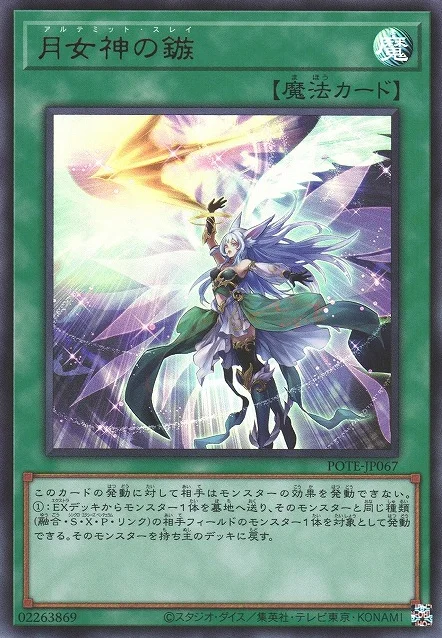 アルテミット・スレイ
月女神の鏃
魔
【魔法カード】
まほう
POTE-JP067
このカードの発動に対して相手はモンスターの効果を発動できない。
①:EXデッキからモンスター1体を墓地へ送り、そのモンスターと同じ種類
(融合・S・X・P・リンク)の相手フィールドのモンスター1体を対象として発動
できる。そのモンスターを持ち主のデッキに戻す。
02263869
©スタジオ・ダイス／集英社・テレビ東京・KONAMI